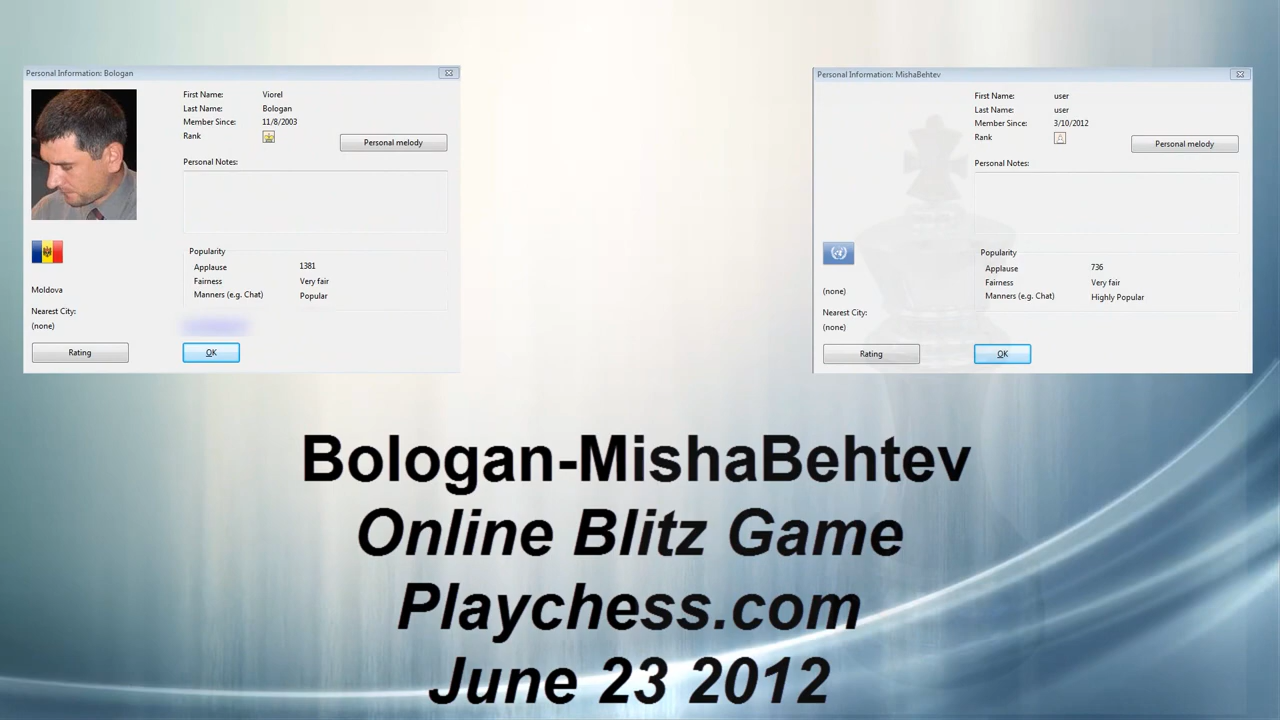 Personal Information: Bologan
First Name: Viorel
Last Name: Bologan
Member Since: 11/8/2003
Rank
Personal melody
Personal Notes:
Popularity
Applause 1381
Fairness Very fair
Manners (e.g. Chat) Popular
Moldova
Nearest City:
(none)
Rating
OK
Personal Information: MishaBehtev
First Name: user
Last Name: user
Member Since: 3/10/2012
Rank A
Personal melody
Personal Notes:
Popularity
Applause 736
Fairness Very fair
Manners (e.g. Chat) Highly Popular
(none)
Nearest City:
(none)
Rating
OK
Bologan-MishaBehtev
Online Blitz Game
Playchess.com
June 23 2012